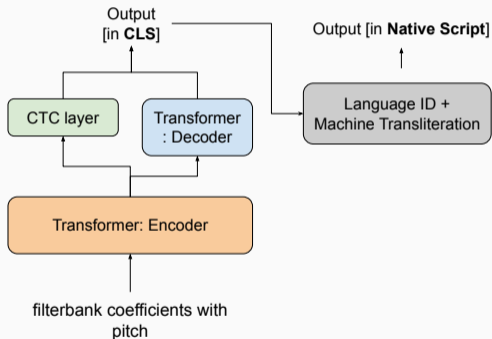 Output
[in CLS]
Output [in Native Script]
CTC layer
Transformer
: Decoder
Language ID +
Machine Transliteration
Transformer: Encoder
filterbank coefficients with
pitch